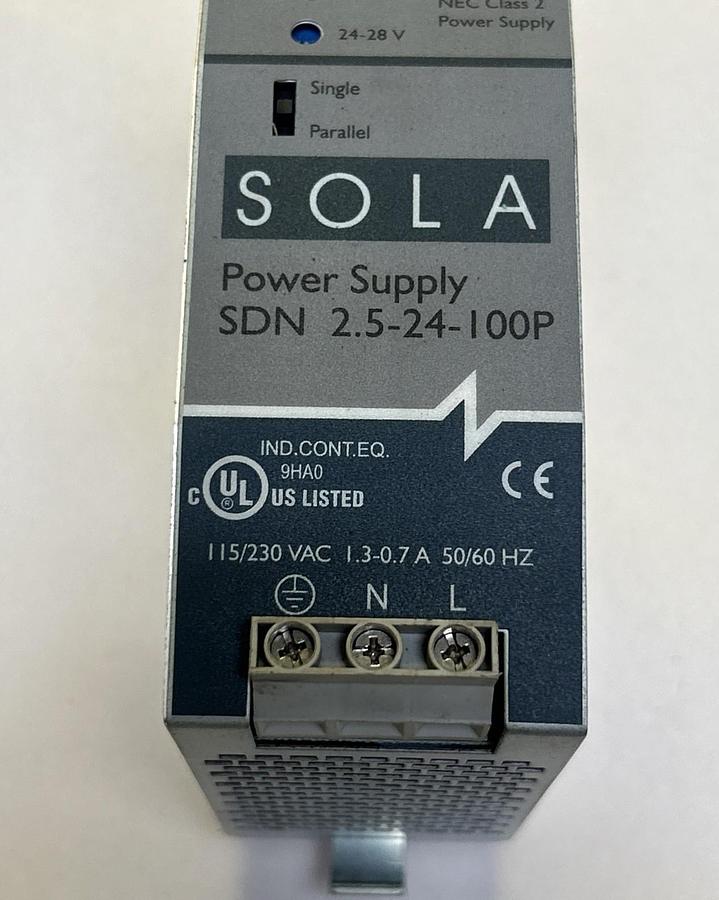 NEC Class 2
Power Supply
24-28 V
Single
Parallel
SOLA
Power Supply
SDN 2.5-24-100P
IND.CONT.EQ.
9HA0
C UL ® US LISTED
CE
115/230 VAC 1.3-0.7 A 50/60 HZ
N L